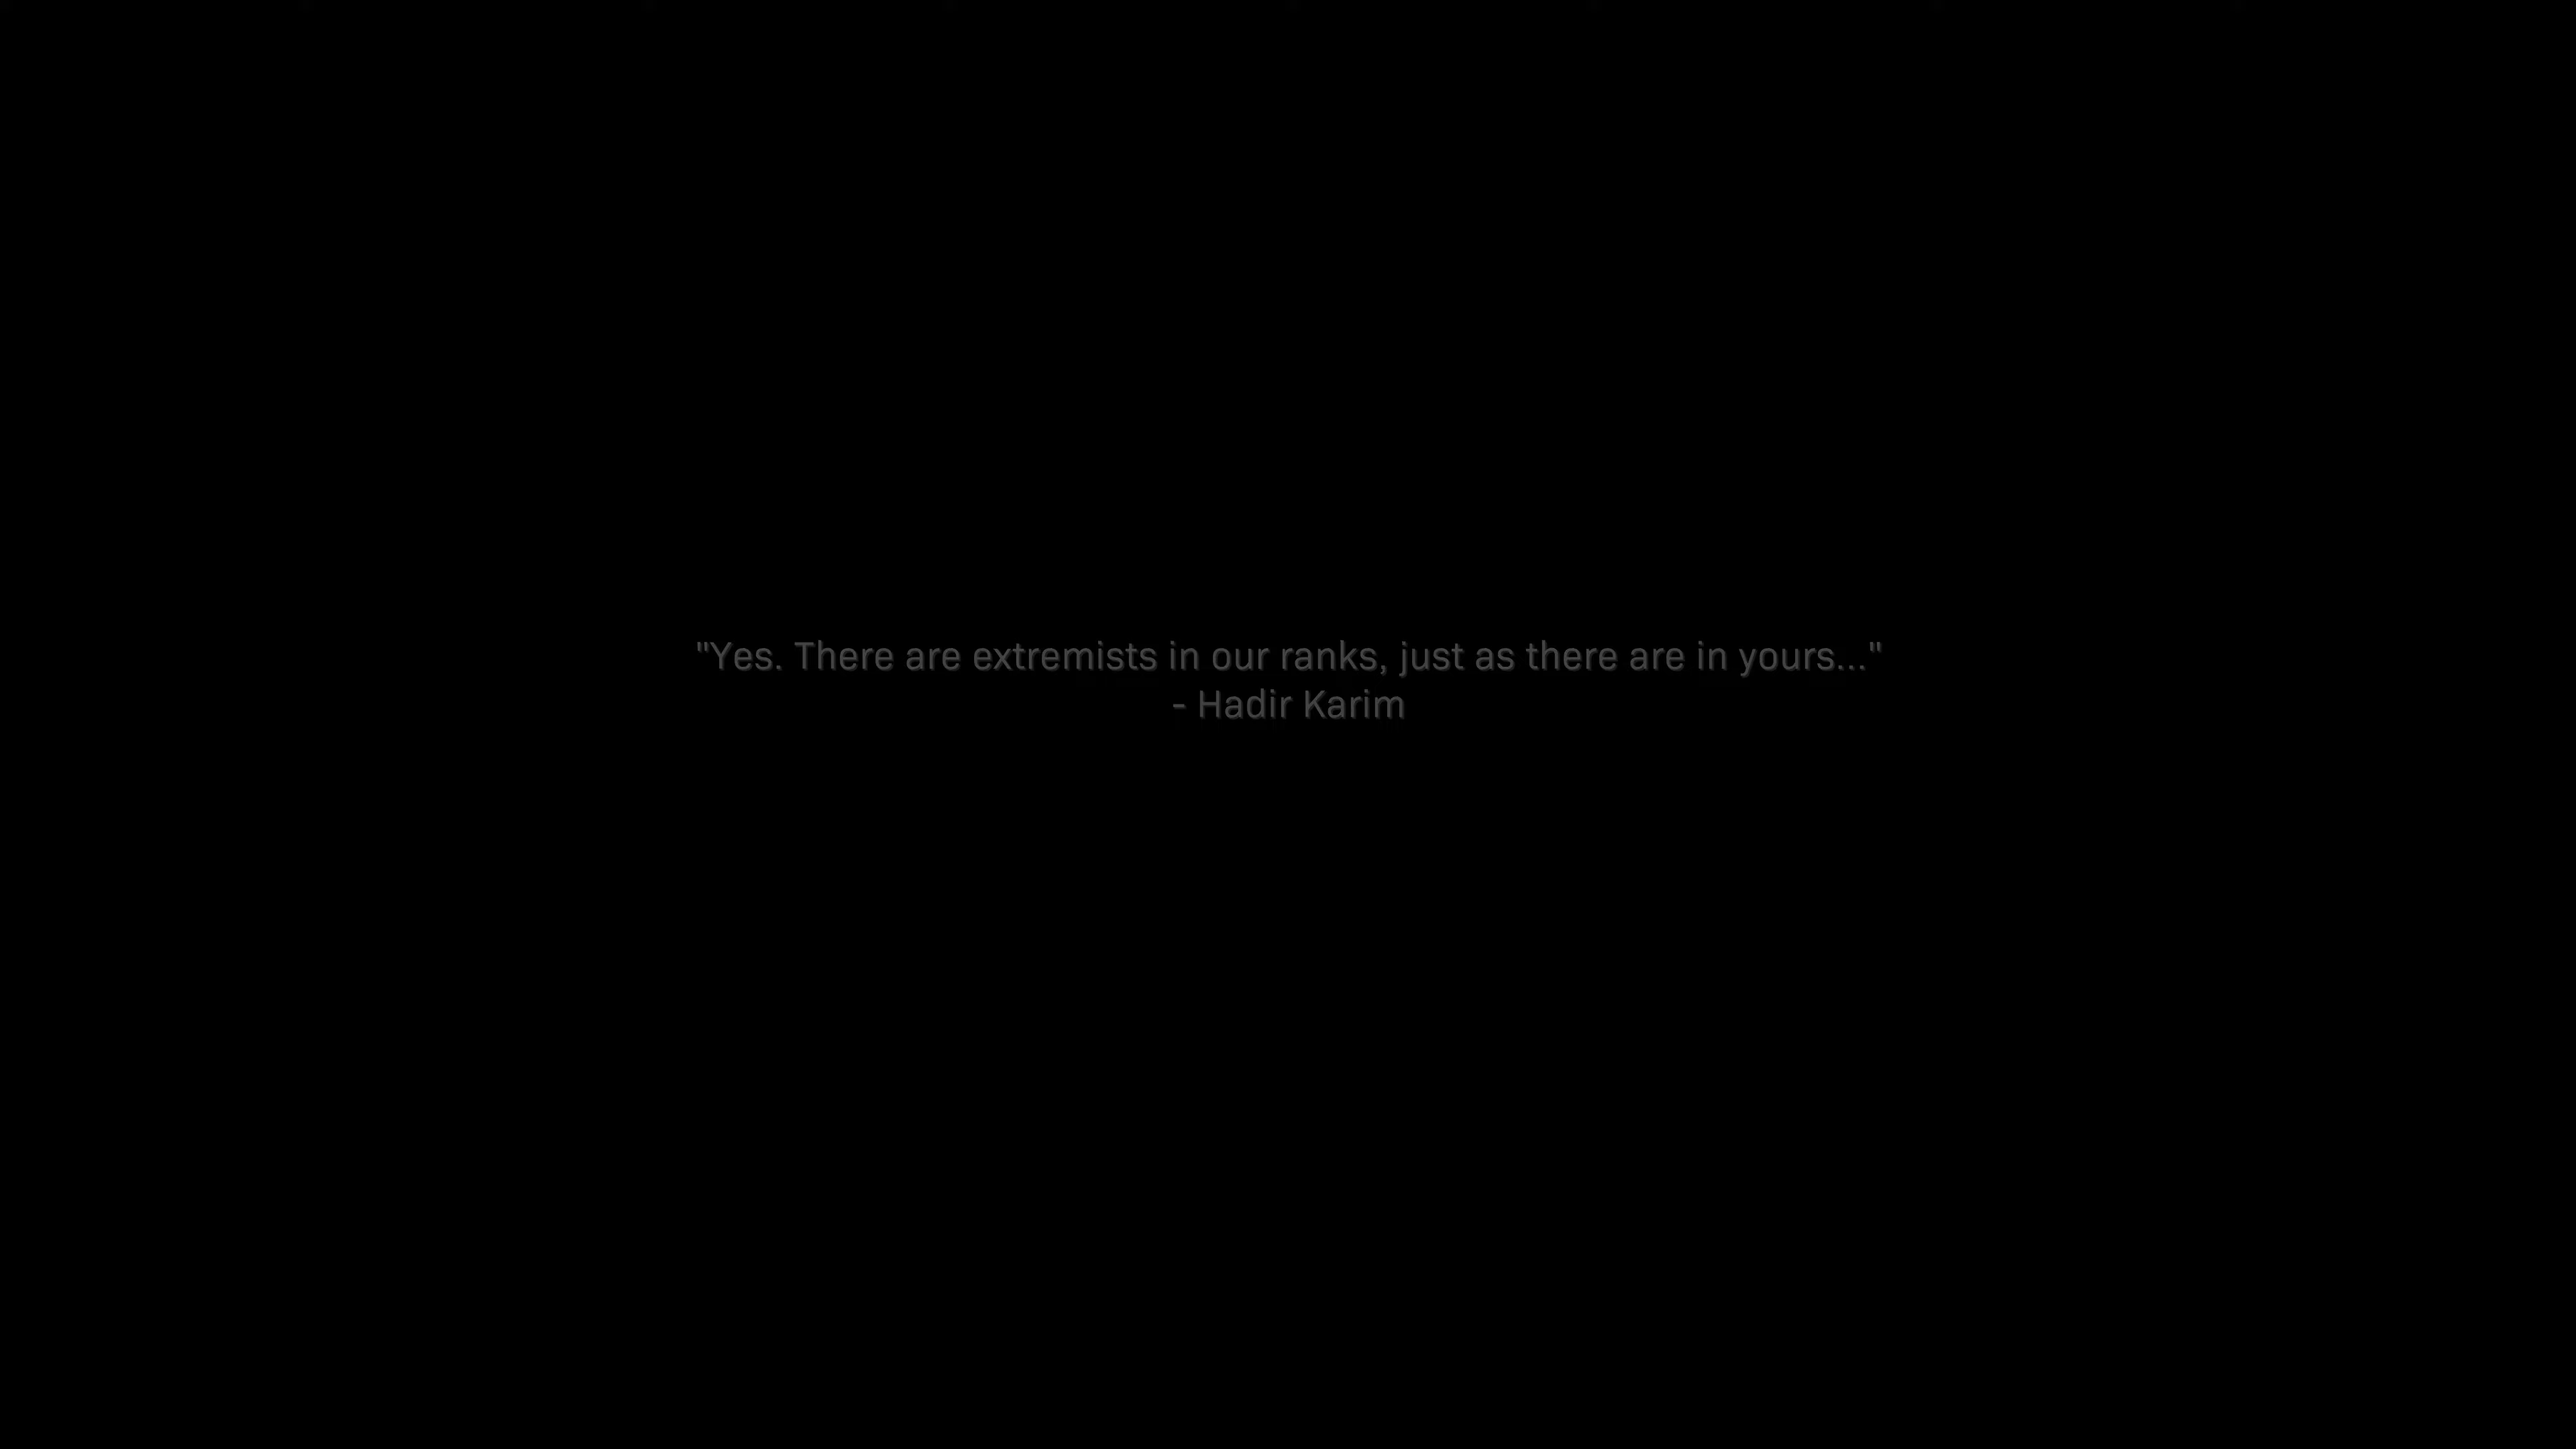 "Yes. There are extremists in our ranks, just as there are in yours..."
- Hadir Karim